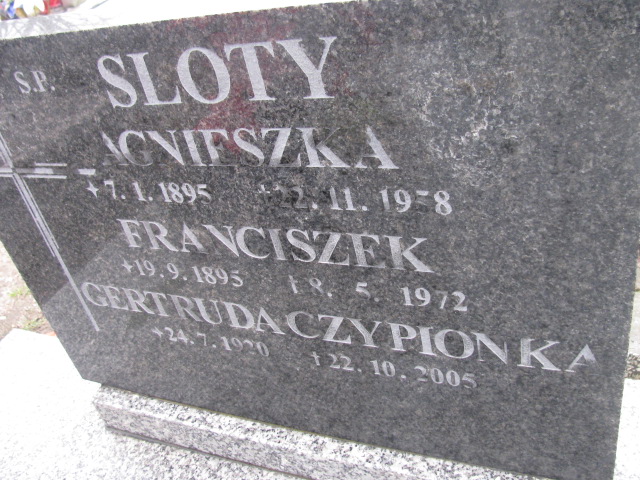 S.P. SLOTY
AGNIESZKA
*7.1.1895 †22.11.1958
FRANCISZEK
*19.9.1895 †8.5.1972
GERTRUDA CZYPIONKA
*24.7.1920 †22.10.2005